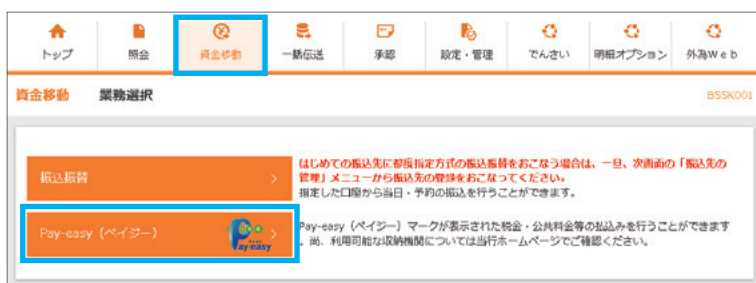 トップ 照会 資金移動 一括伝送 承認 設定・管理 でんさい 明細オプション 外為Web
資金移動 業務選択 BSSK001
はじめての振込先に都度指定方式の振込振替をおこなう場合は、一旦、次画面の「振込先の
振込振替 管理」メニューから振込先の登録をおこなってください。
指定した口座から当日・予約の振込を行うことができます。
Pay-easy（ペイジー） Pay-easy Pay-easy（ペイジー）マークが表示された税金・公共料金等の払込みを行うことができます
。尚、利用可能な収納機関については当行ホームページでご確認ください。